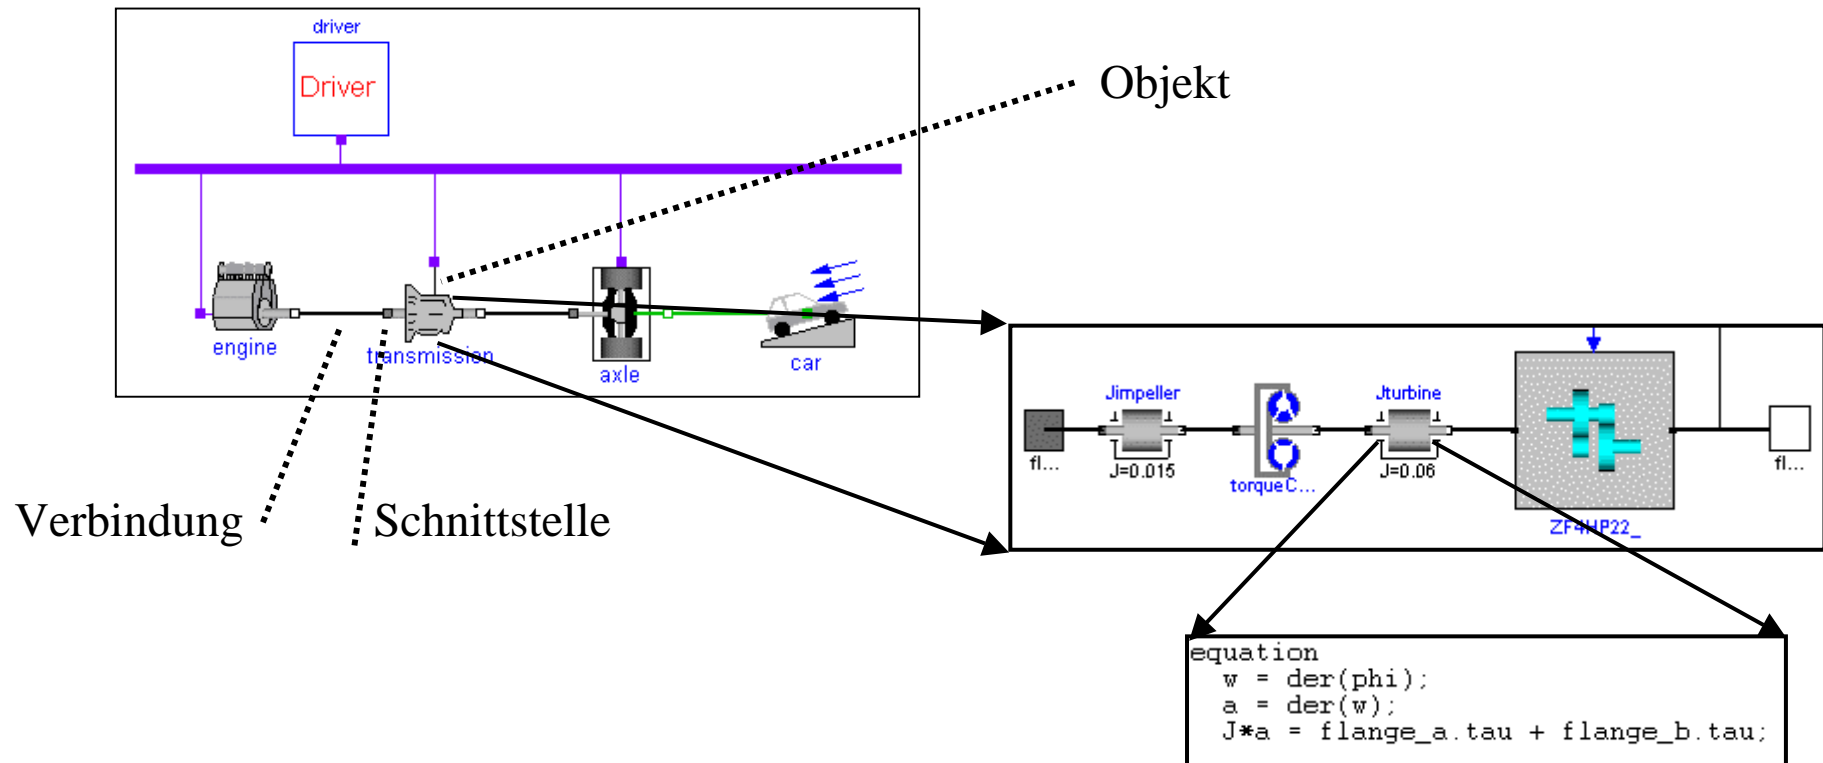 driver
Driver
Objekt
engine
transmission
axle
car
Verbindung
Schnittstelle
Jimpeller
Jturbine
fl...
J=0.015
torqueC...
J=0.06
fl...
ZF4HP22_
equation
w = der(phi);
a = der(w);
J*a = flange_a.tau + flange_b.tau;